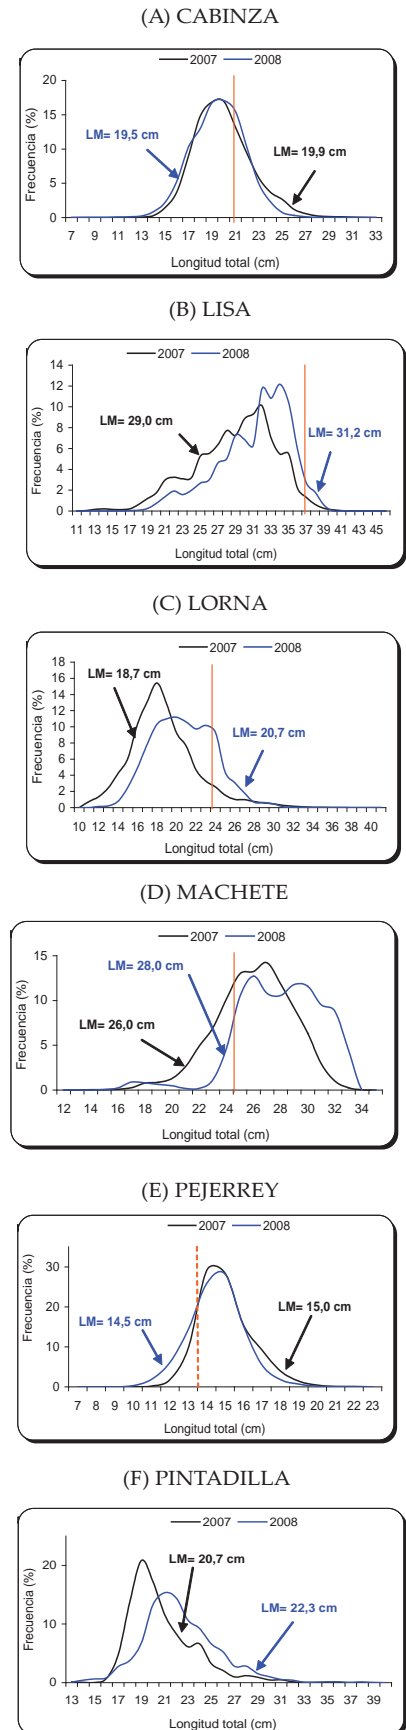 (A) CABINZA
2007 2008
LM= 19,5 cm
LM= 19,9 cm
Frecuencia (%)
20
15
10
5
0
7 9 11 13 15 17 19 21 23 25 27 29 31 33
Longitud total (cm)
(B) LISA
2007 2008
LM= 29,0 cm
LM= 31,2 cm
Frecuencia (%)
14
12
10
8
6
4
2
0
11 13 15 17 19 21 23 25 27 29 31 33 35 37 39 41 43 45
Longitud total (cm)
(C) LORNA
2007 2008
LM= 18,7 cm
LM= 20,7 cm
Frecuencia (%)
18
16
14
12
10
8
6
4
2
0
10 12 14 16 18 20 22 24 26 28 30 32 34 36 38 40
Longitud total (cm)
(D) MACHETE
2007 2008
LM= 28,0 cm
LM= 26,0 cm
Frecuencia (%)
15
10
5
0
12 14 16 18 20 22 24 26 28 30 32 34
Longitud total (cm)
(E) PEJERREY
2007 2008
LM= 14,5 cm
LM= 15,0 cm
Frecuencia (%)
30
20
10
0
7 8 9 10 11 12 13 14 15 16 17 18 19 20 21 22 23
Longitud total (cm)
(F) PINTADILLA
2007 2008
LM= 20,7 cm
LM= 22,3 cm
Frecuencia (%)
20
10
0
13 15 17 19 21 23 25 27 29 31 33 35 37 39
Longitud total (cm)